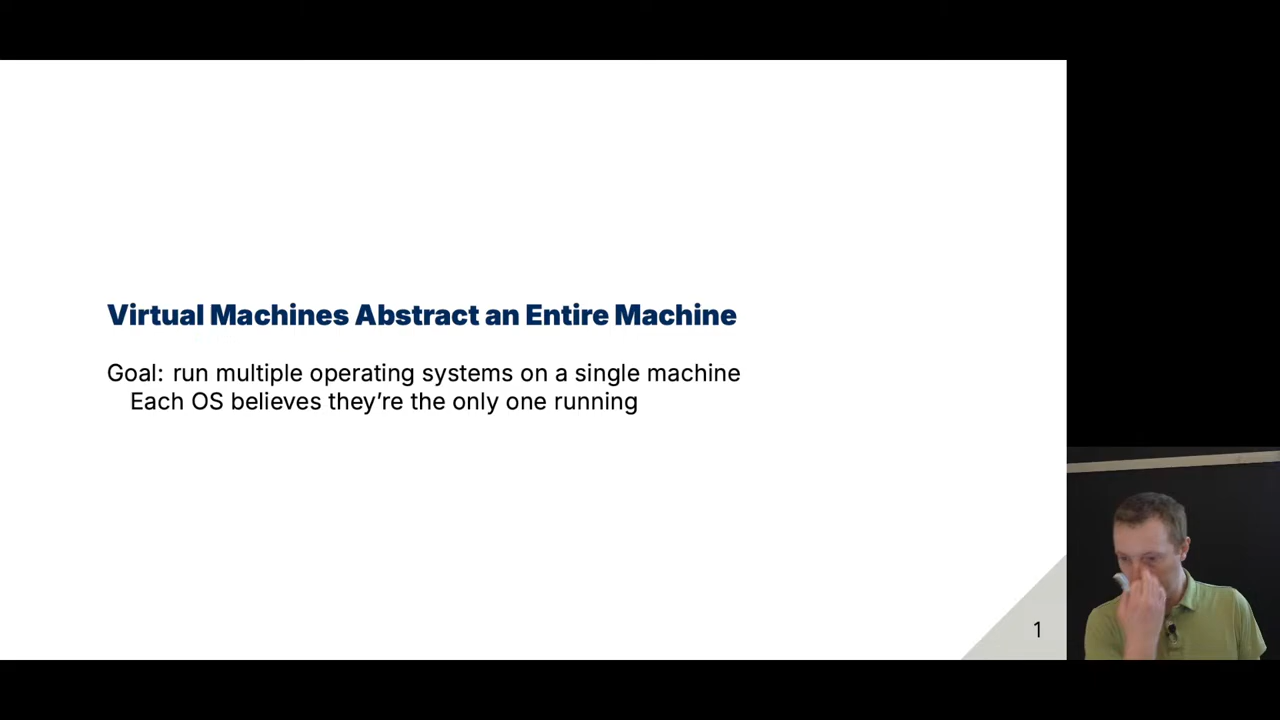 Virtual Machines Abstract an Entire Machine
Goal: run multiple operating systems on a single machine
Each OS believes they’re the only one running
1